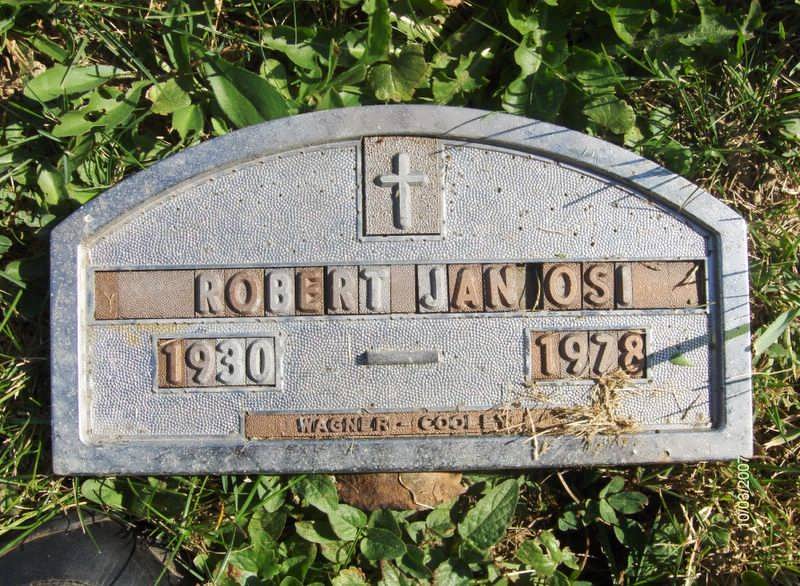 ROBERT JANOSI
1930 – 1978
WAGNER - COOLEY
10/03/2007